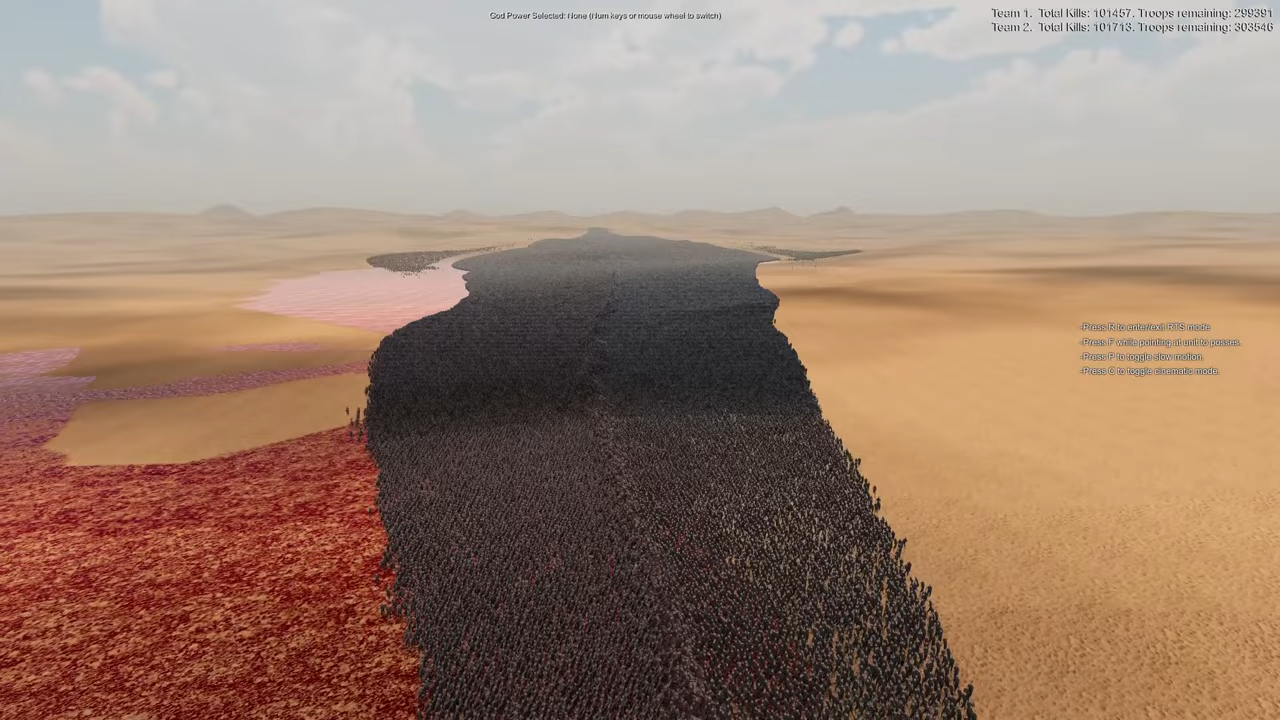 God Power Selected: None (Num keys or mouse wheel to switch)
Team 1. Total Kills: 101457. Troops remaining: 299391
Team 2. Total Kills: 101713. Troops remaining: 303546
-Press R to enter/exit RTS mode
-Press F while pointing at unit to posses.
-Press P to toggle slow motion.
-Press C to toggle cinematic mode.